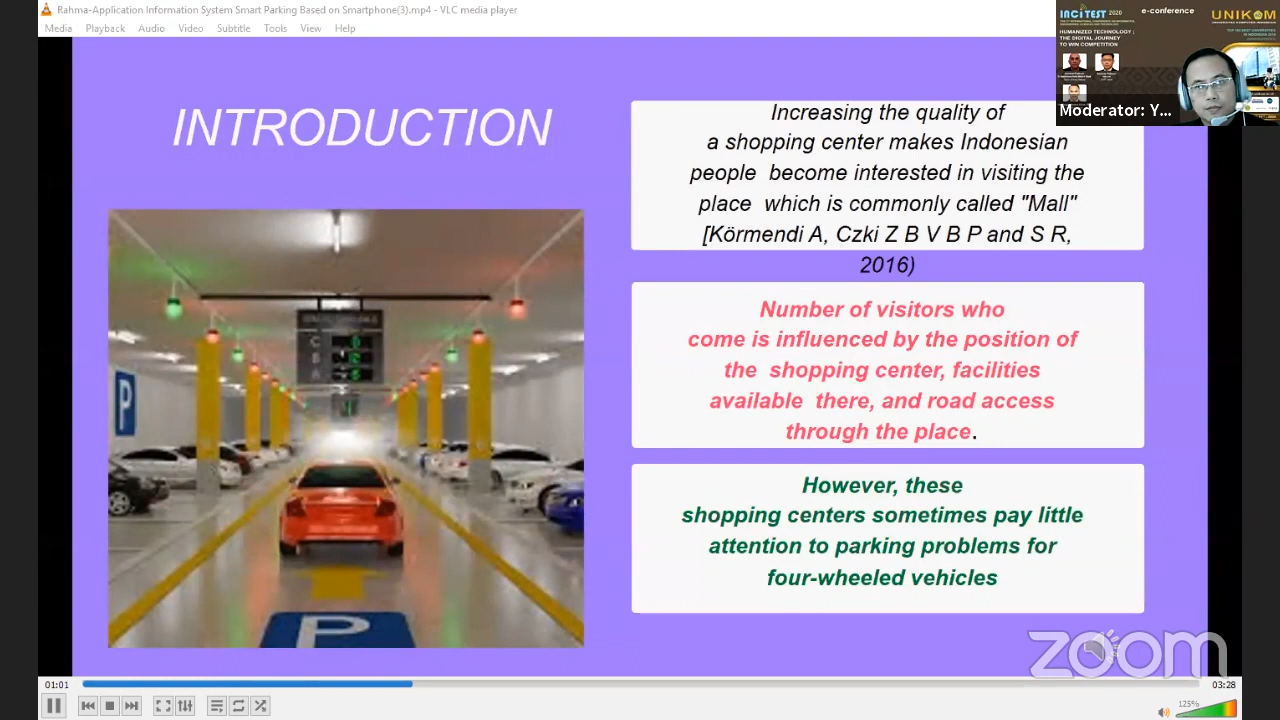 Rahma-Application Information System Smart Parking Based on Smartphone(3).mp4 - VLC media player
Media Playback Audio Video Subtitle Tools View Help
INCITEST 2020
e-conference
UNIKOM
HUMANIZED TECHNOLOGY ;
THE DIGITAL JOURNEY
TO WIN COMPETITION
Moderator: Y...
INTRODUCTION
Increasing the quality of
a shopping center makes Indonesian
people become interested in visiting the
place which is commonly called "Mall"
[Körmendi A, Czki Z B V B P and S R,
2016)
Number of visitors who
come is influenced by the position of
the shopping center, facilities
available there, and road access
through the place.
However, these
shopping centers sometimes pay little
attention to parking problems for
four-wheeled vehicles
C
B
A
P
P
zoom
01:01
03:28
125%